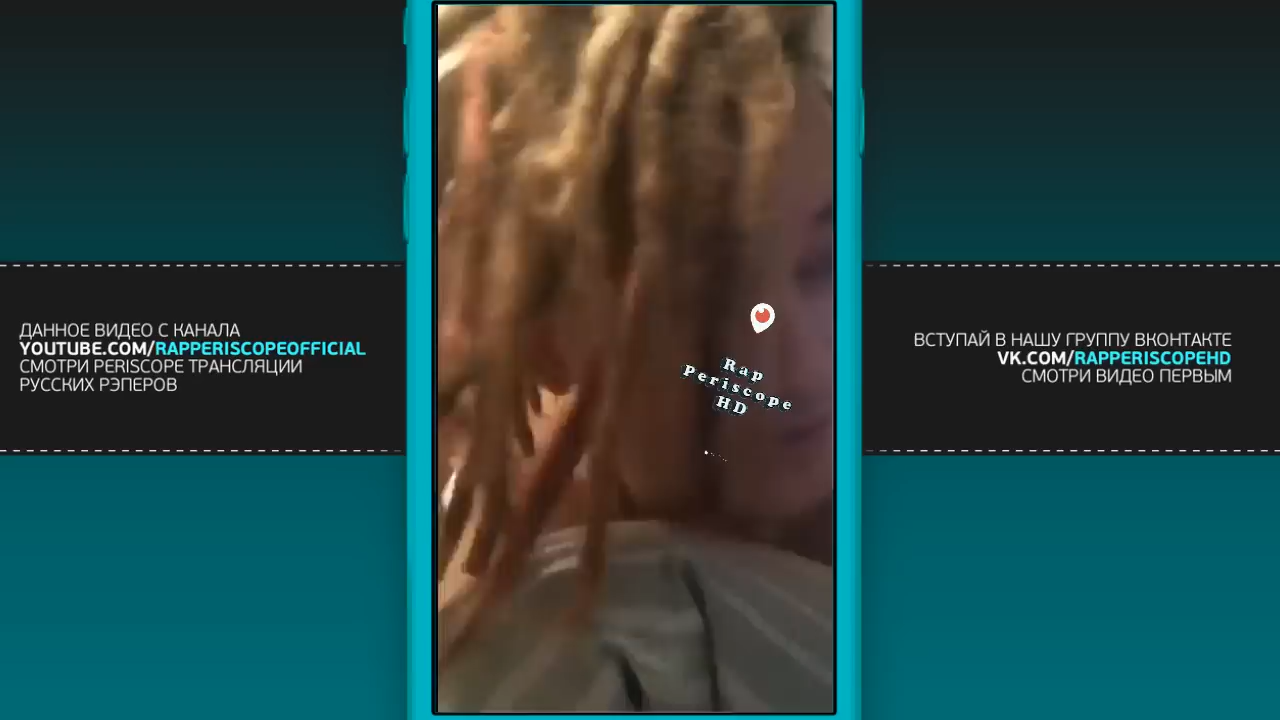 ДАННОЕ ВИДЕО С КАНАЛА
YOUTUBE.COM/RAPPERISCOPEOFFICIAL
СМОТРИ PERISCOPE ТРАНСЛЯЦИИ
РУССКИХ РЭПЕРОВ
Rap
Periscope
HD
ВСТУПАЙ В НАШУ ГРУППУ ВКОНТАКТЕ
VK.COM/RAPPERISCOPEHD
СМОТРИ ВИДЕО ПЕРВЫМ